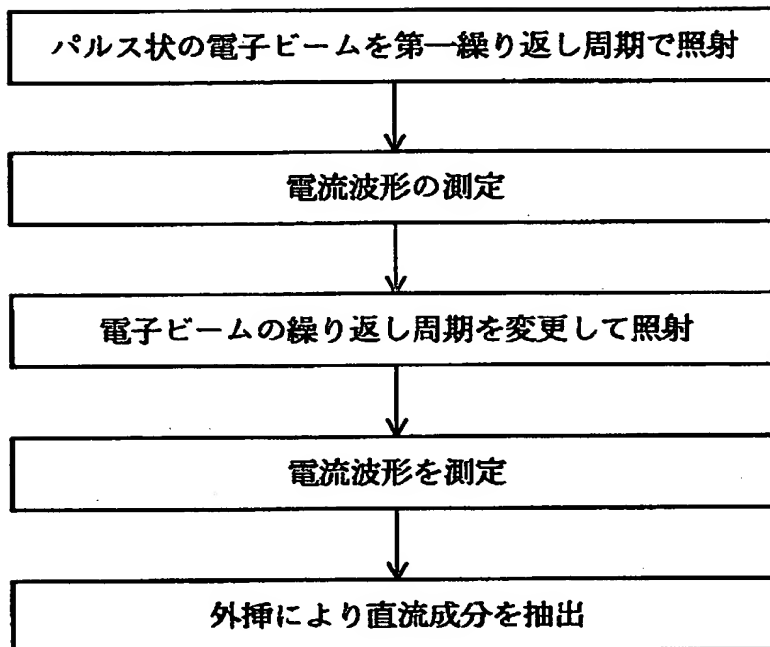 パルス状の電子ビームを第一繰り返し周期で照射
電流波形の測定
電子ビームの繰り返し周期を変更して照射
電流波形を測定
外挿により直流成分を抽出